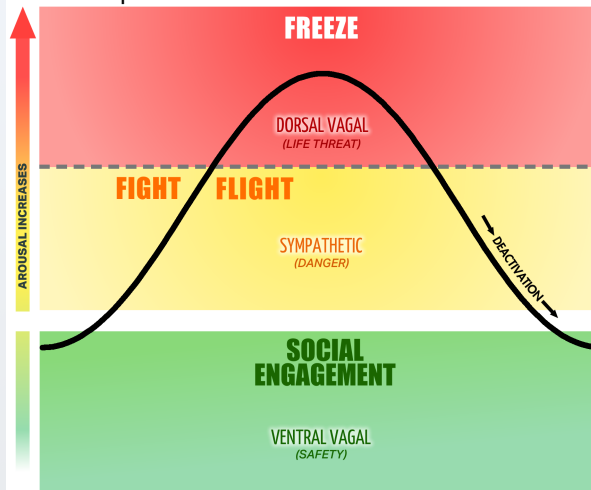 FREEZE
DORSAL VAGAL
(LIFE THREAT)
FIGHT FLIGHT
AROUSAL INCREASES
SYMPATHETIC
(DANGER)
DEACTIVATION
SOCIAL
ENGAGEMENT
VENTRAL VAGAL
(SAFETY)